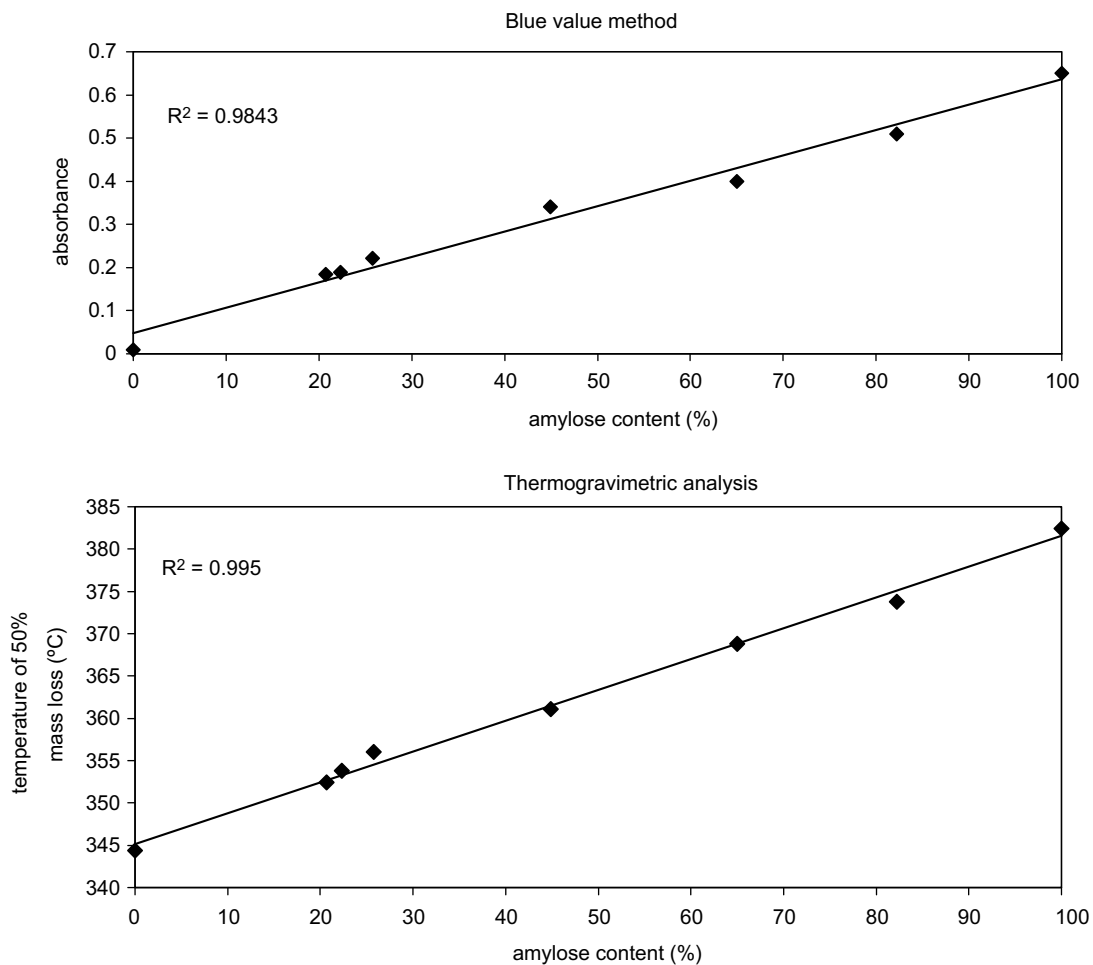 Blue value method
0.7
0.6
0.5
0.4
0.3
0.2
0.1
0
R² = 0.9843
absorbance
0 10 20 30 40 50 60 70 80 90 100
amylose content (%)
Thermogravimetric analysis
385
380
375
370
365
360
355
350
345
340
R² = 0.995
temperature of 50%
mass loss (ºC)
0 10 20 30 40 50 60 70 80 90 100
amylose content (%)